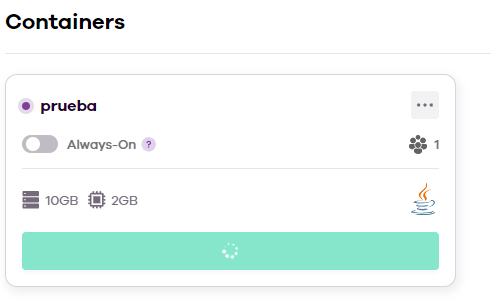 Containers
prueba
Always-On ? 1
10GB 2GB